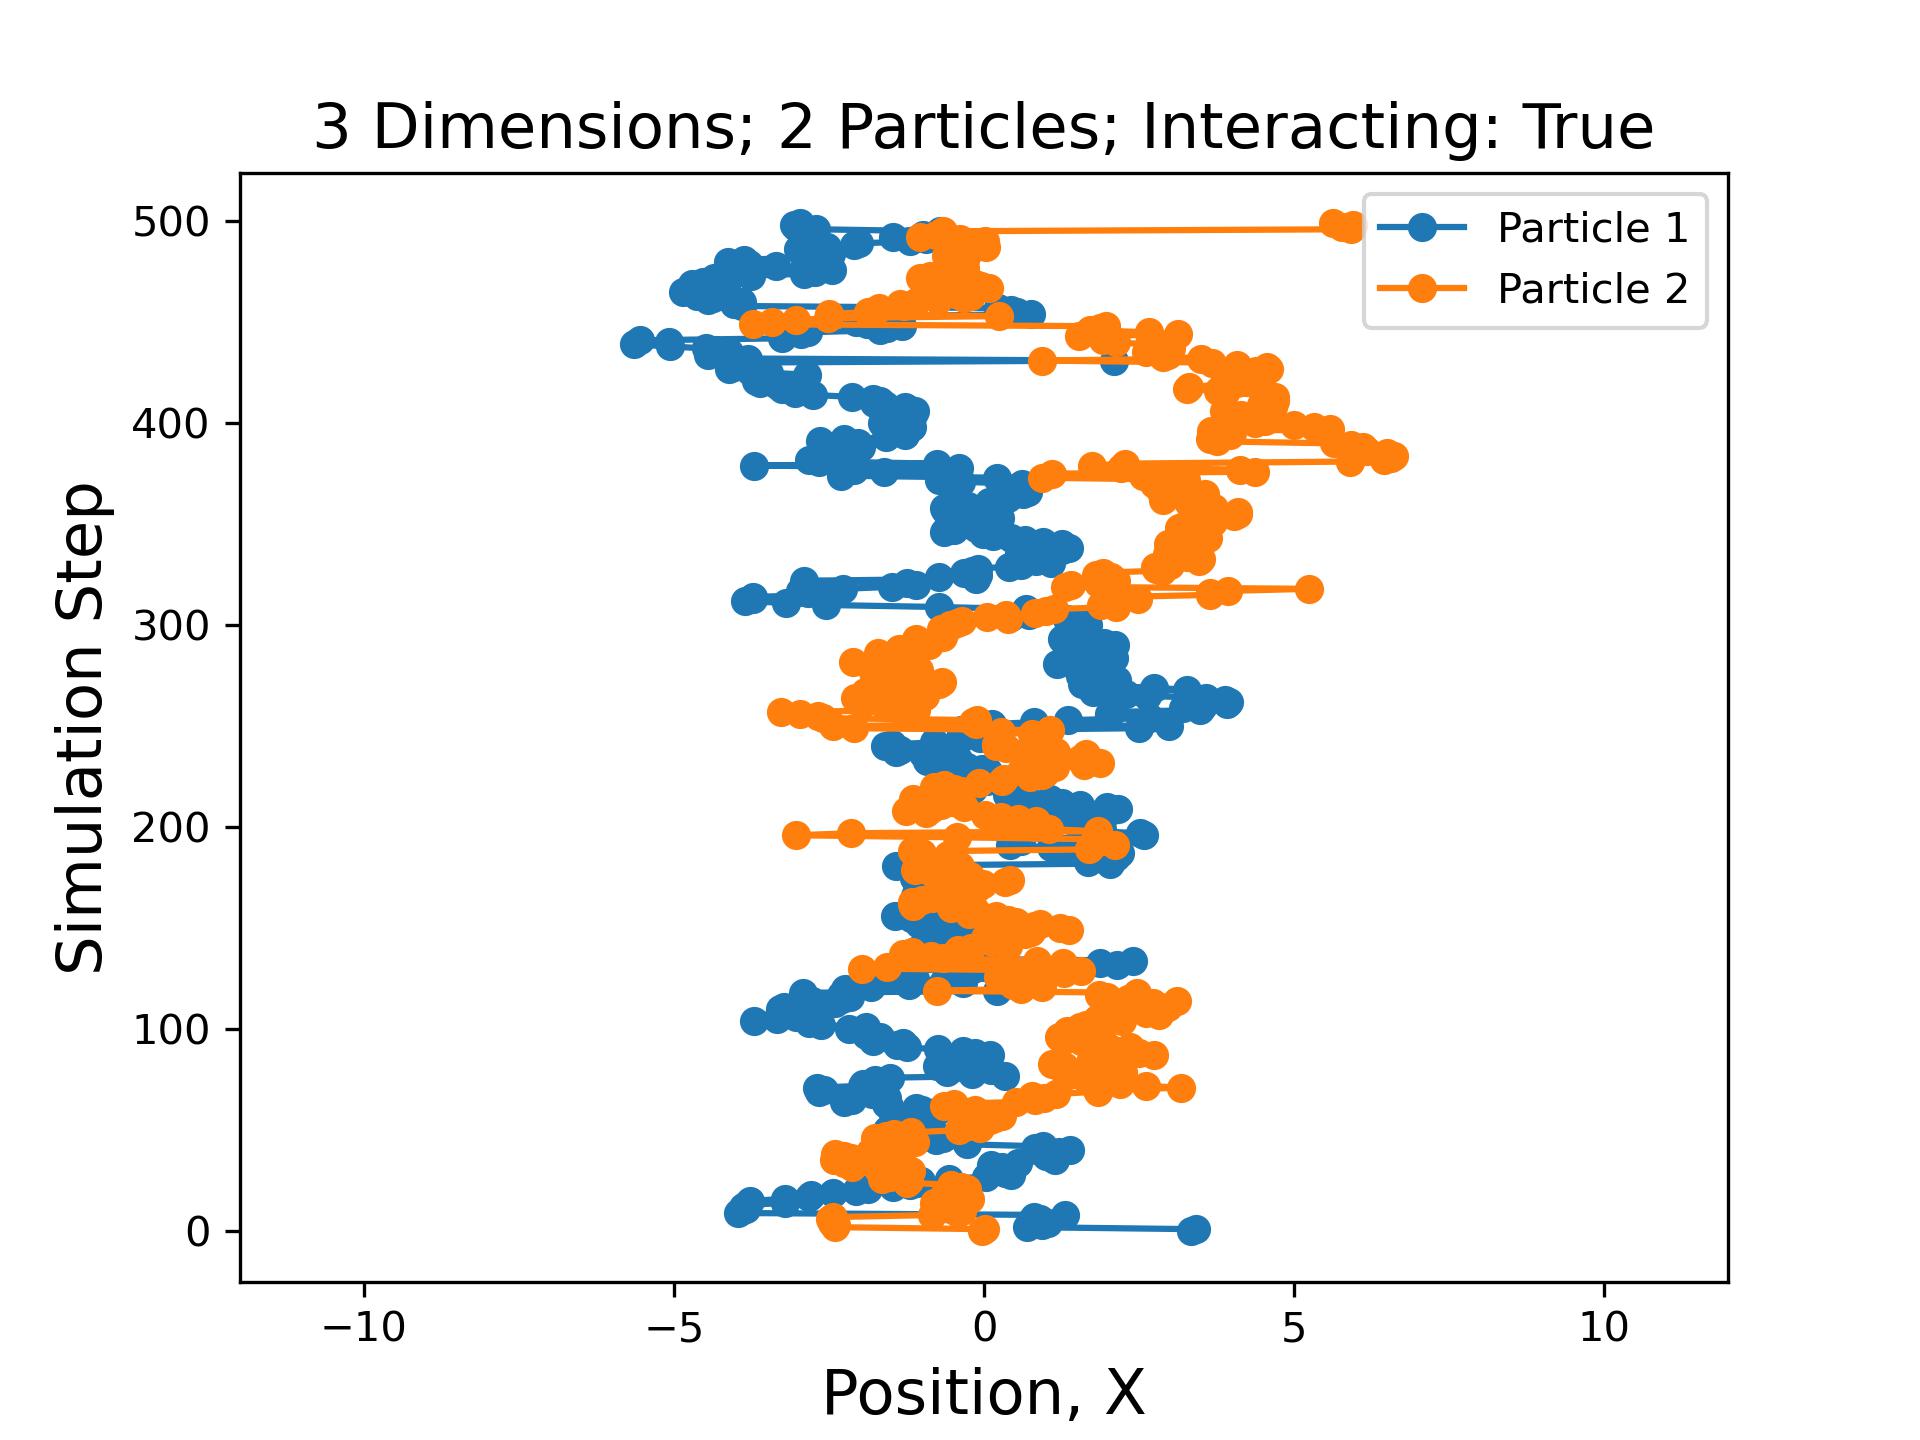 3 Dimensions; 2 Particles; Interacting: True
Particle 1
Particle 2
Simulation Step
500
400
300
200
100
0
−10
−5
0
5
10
Position, X